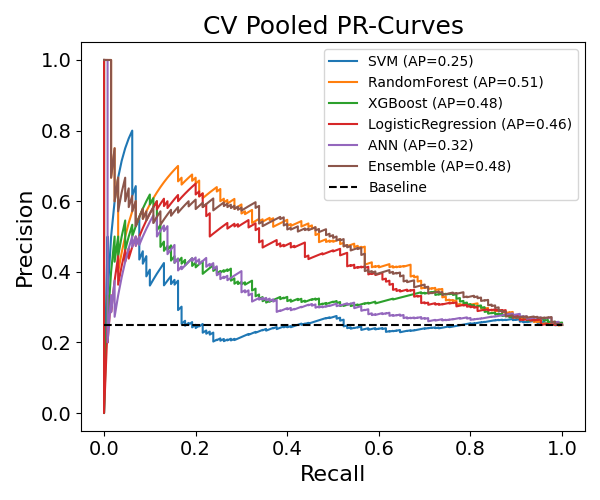 CV Pooled PR-Curves
SVM (AP=0.25)
RandomForest (AP=0.51)
XGBoost (AP=0.48)
LogisticRegression (AP=0.46)
ANN (AP=0.32)
Ensemble (AP=0.48)
Baseline
Precision
1.0
0.8
0.6
0.4
0.2
0.0
0.0 0.2 0.4 0.6 0.8 1.0
Recall